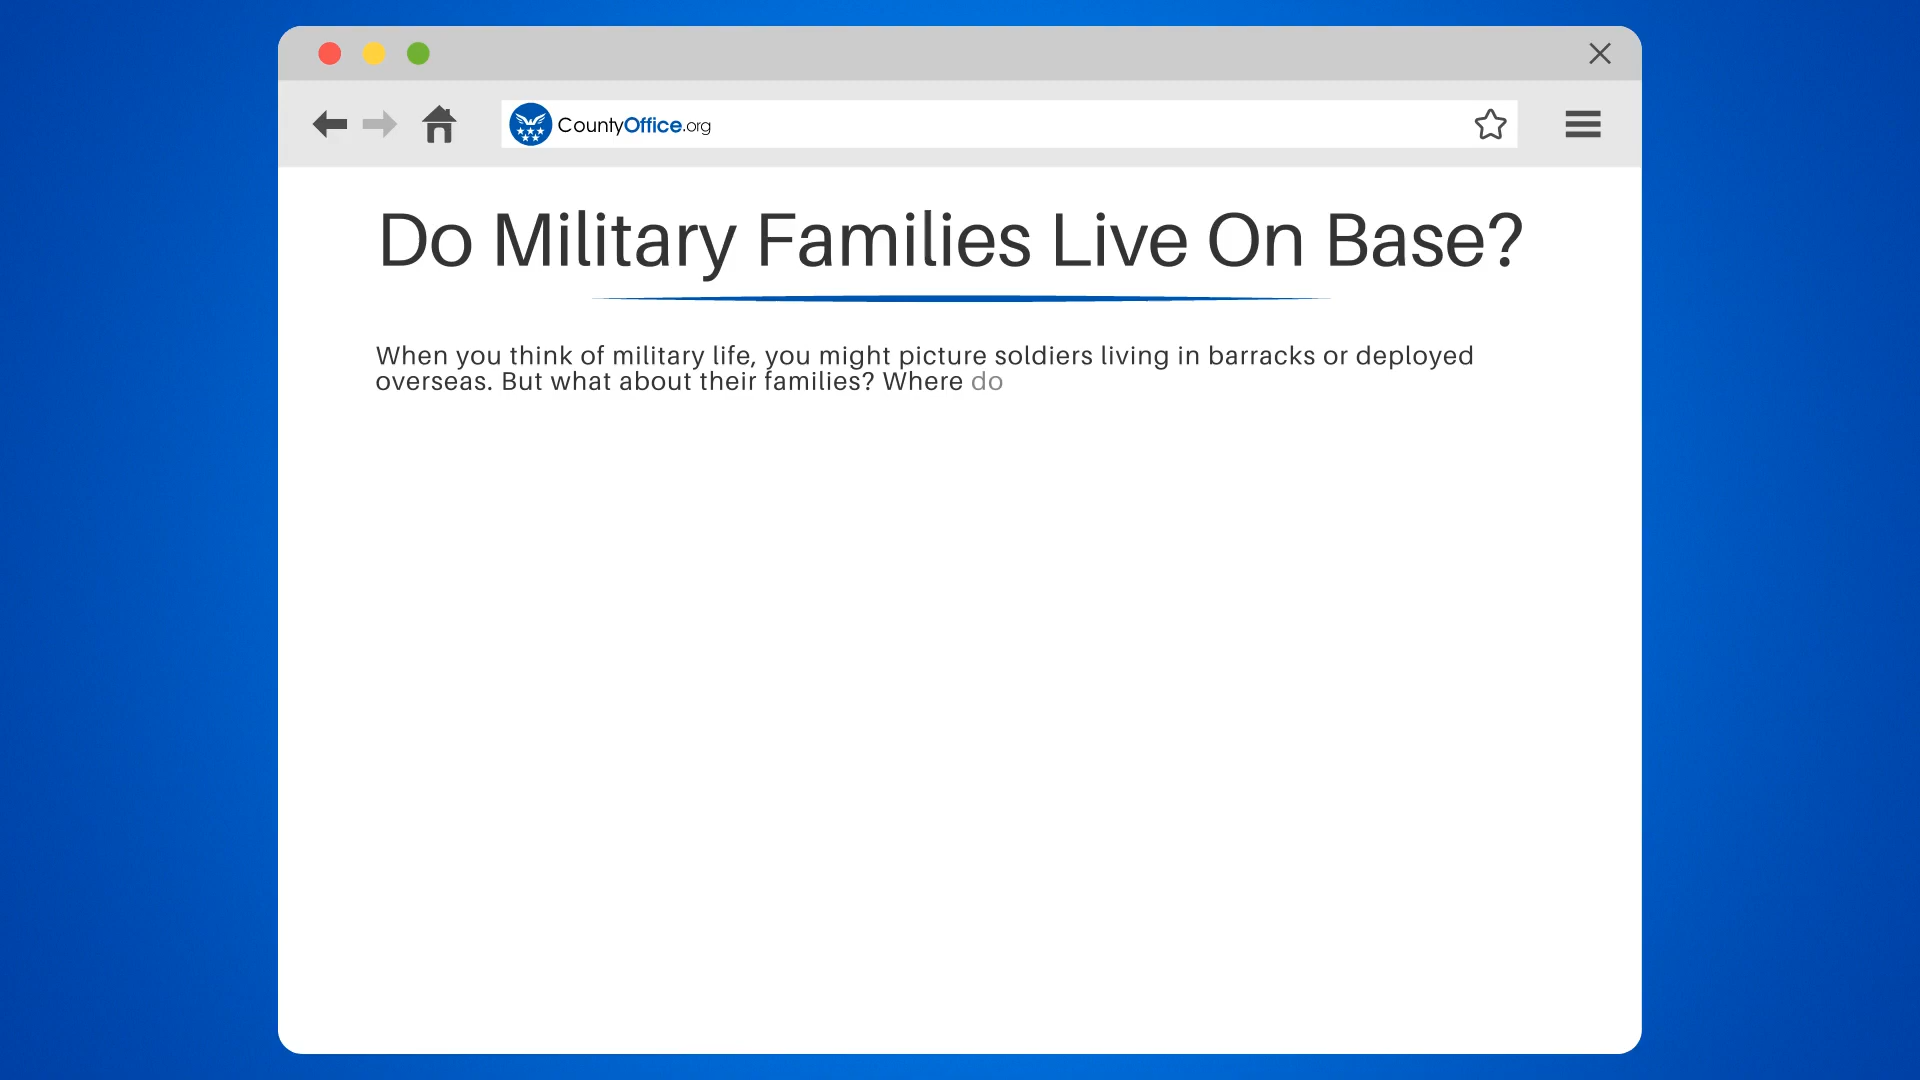 CountyOffice.org
Do Military Families Live On Base?
When you think of military life, you might picture soldiers living in barracks or deployed
overseas. But what about their families? Where do